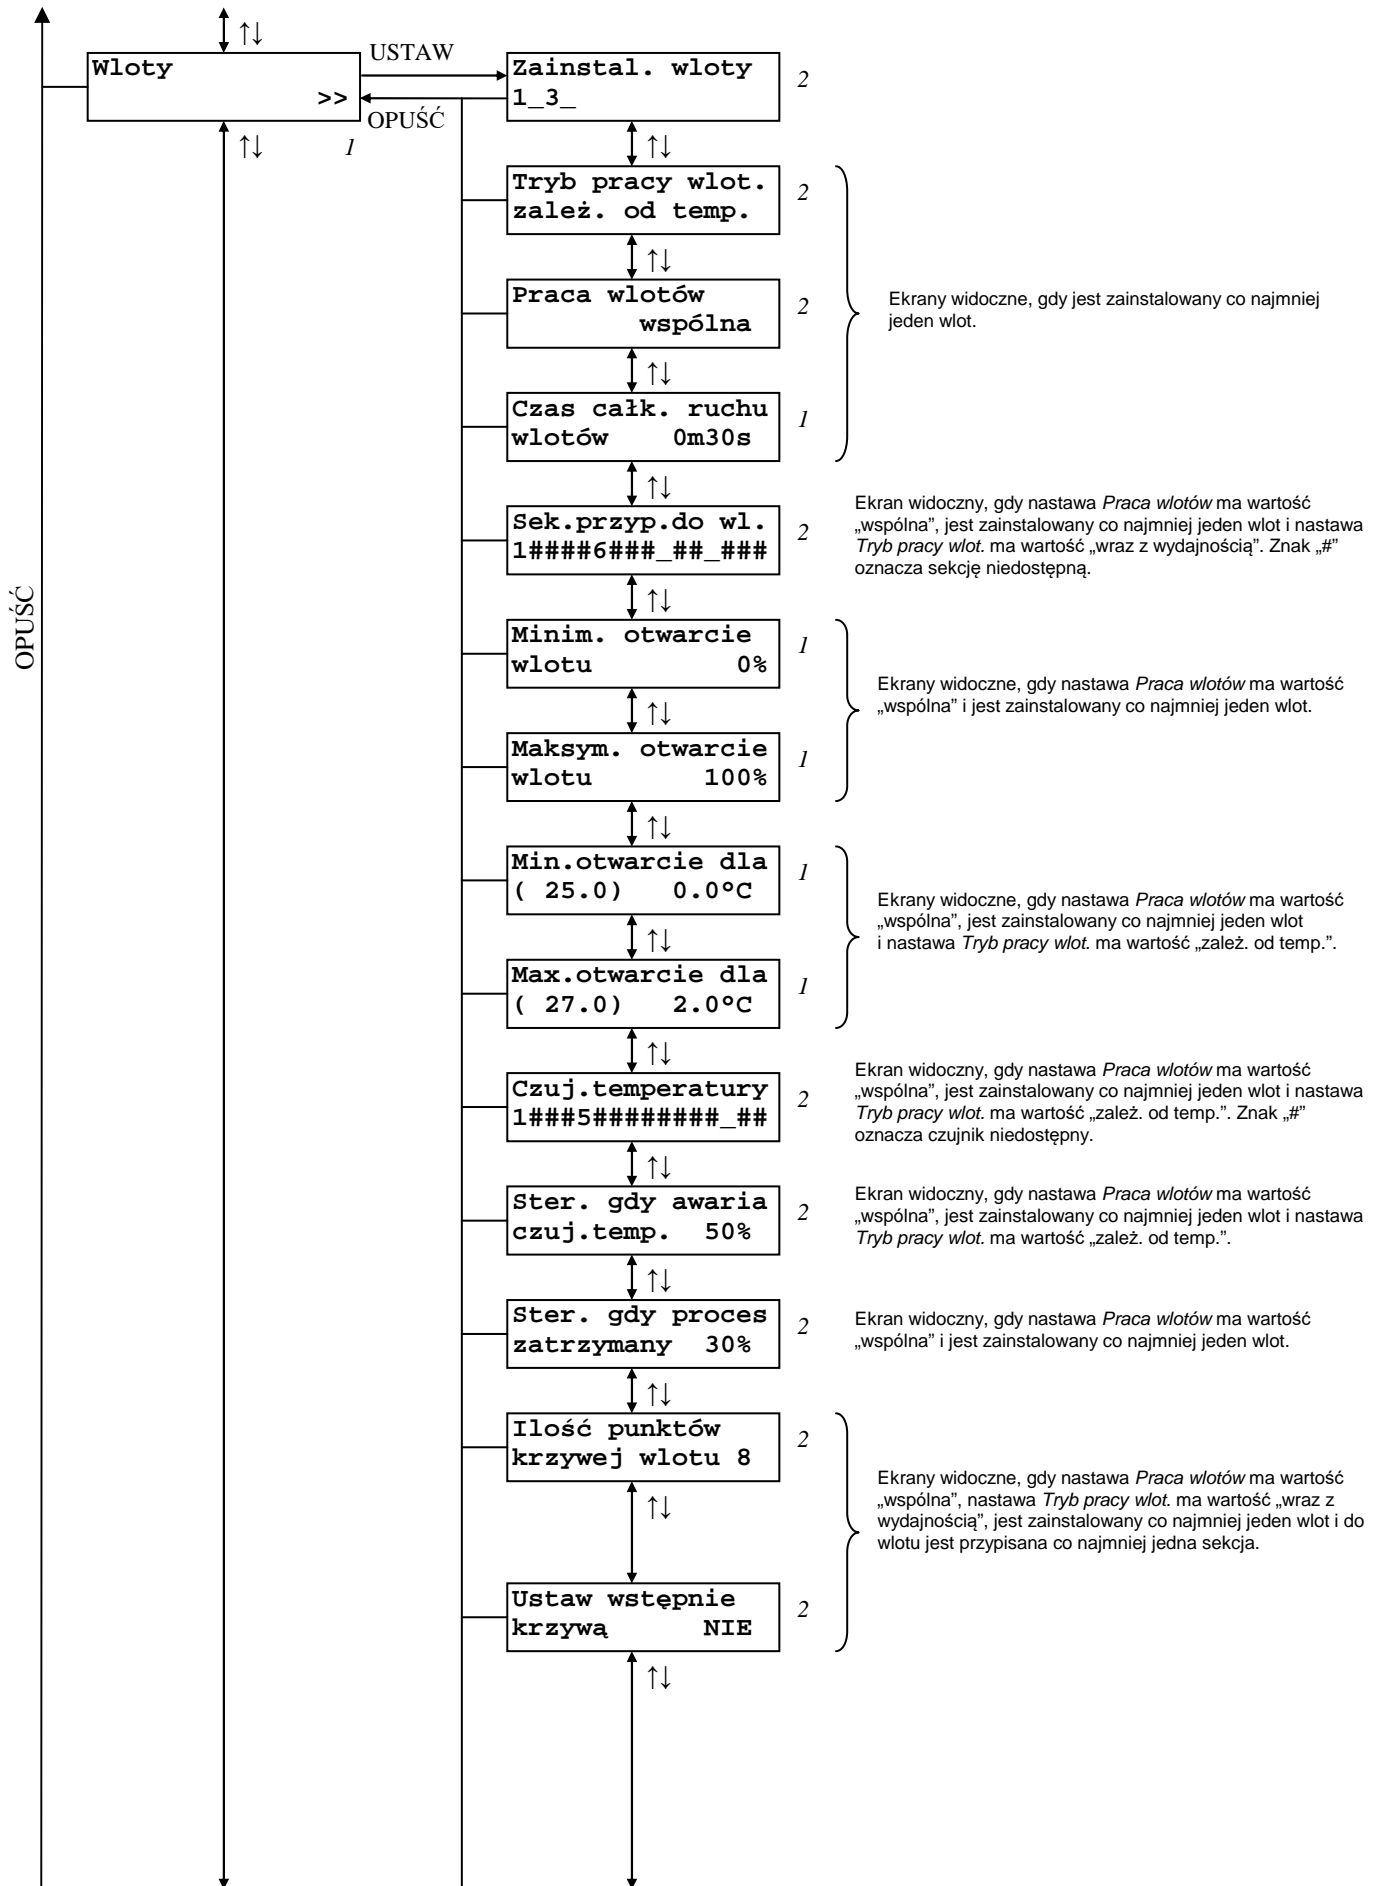 ↑↓
Wloty
>>
USTAW
OPUŚĆ
↑↓
1
Zainstal. wloty
1_3_
2
↑↓
Tryb pracy wlot.
zależ. od temp.
2
↑↓
Praca wlotów
wspólna
2
Ekrany widoczne, gdy jest zainstalowany co najmniej
jeden wlot.
↑↓
Czas całk. ruchu
wlotów 0m30s
1
↑↓
Sek.przyp.do wl.
1####6###_##_###
2
Ekran widoczny, gdy nastawa Praca wlotów ma wartość
„wspólna”, jest zainstalowany co najmniej jeden wlot i nastawa
Tryb pracy wlot. ma wartość „wraz z wydajnością”. Znak „#”
oznacza sekcję niedostępną.
↑↓
OPUŚĆ
Minim. otwarcie
wlotu 0%
1
Ekrany widoczne, gdy nastawa Praca wlotów ma wartość
„wspólna” i jest zainstalowany co najmniej jeden wlot.
↑↓
Maksym. otwarcie
wlotu 100%
1
↑↓
Min.otwarcie dla
( 25.0) 0.0°C
1
Ekrany widoczne, gdy nastawa Praca wlotów ma wartość
„wspólna”, jest zainstalowany co najmniej jeden wlot
i nastawa Tryb pracy wlot. ma wartość „zależ. od temp.”.
↑↓
Max.otwarcie dla
( 27.0) 2.0°C
1
↑↓
Czuj.temperatury
1###5########_##
2
Ekran widoczny, gdy nastawa Praca wlotów ma wartość
„wspólna”, jest zainstalowany co najmniej jeden wlot i nastawa
Tryb pracy wlot. ma wartość „zależ. od temp.”. Znak „#”
oznacza czujnik niedostępny.
↑↓
Ster. gdy awaria
czuj.temp. 50%
2
Ekran widoczny, gdy nastawa Praca wlotów ma wartość
„wspólna”, jest zainstalowany co najmniej jeden wlot i nastawa
Tryb pracy wlot. ma wartość „zależ. od temp.”.
↑↓
Ster. gdy proces
zatrzymany 30%
2
Ekran widoczny, gdy nastawa Praca wlotów ma wartość
„wspólna” i jest zainstalowany co najmniej jeden wlot.
↑↓
Ilość punktów
krzywej wlotu 8
2
Ekrany widoczne, gdy nastawa Praca wlotów ma wartość
„wspólna”, nastawa Tryb pracy wlot. ma wartość „wraz z
wydajnością”, jest zainstalowany co najmniej jeden wlot i do
wlotu jest przypisana co najmniej jedna sekcja.
↑↓
Ustaw wstępnie
krzywą NIE
2
↑↓